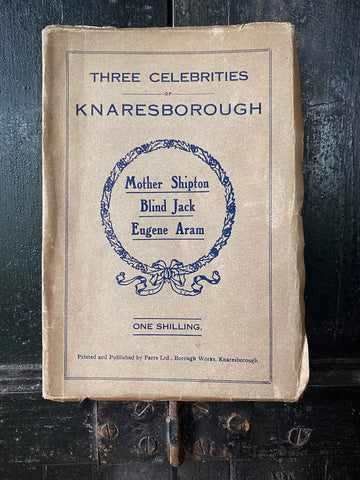 THREE CELEBRITIES
OF
KNARESBOROUGH
Mother Shipton
Blind Jack
Eugene Aram
ONE SHILLING.
Printed and Published by Parrs Ltd., Borough Works, Knaresborough.